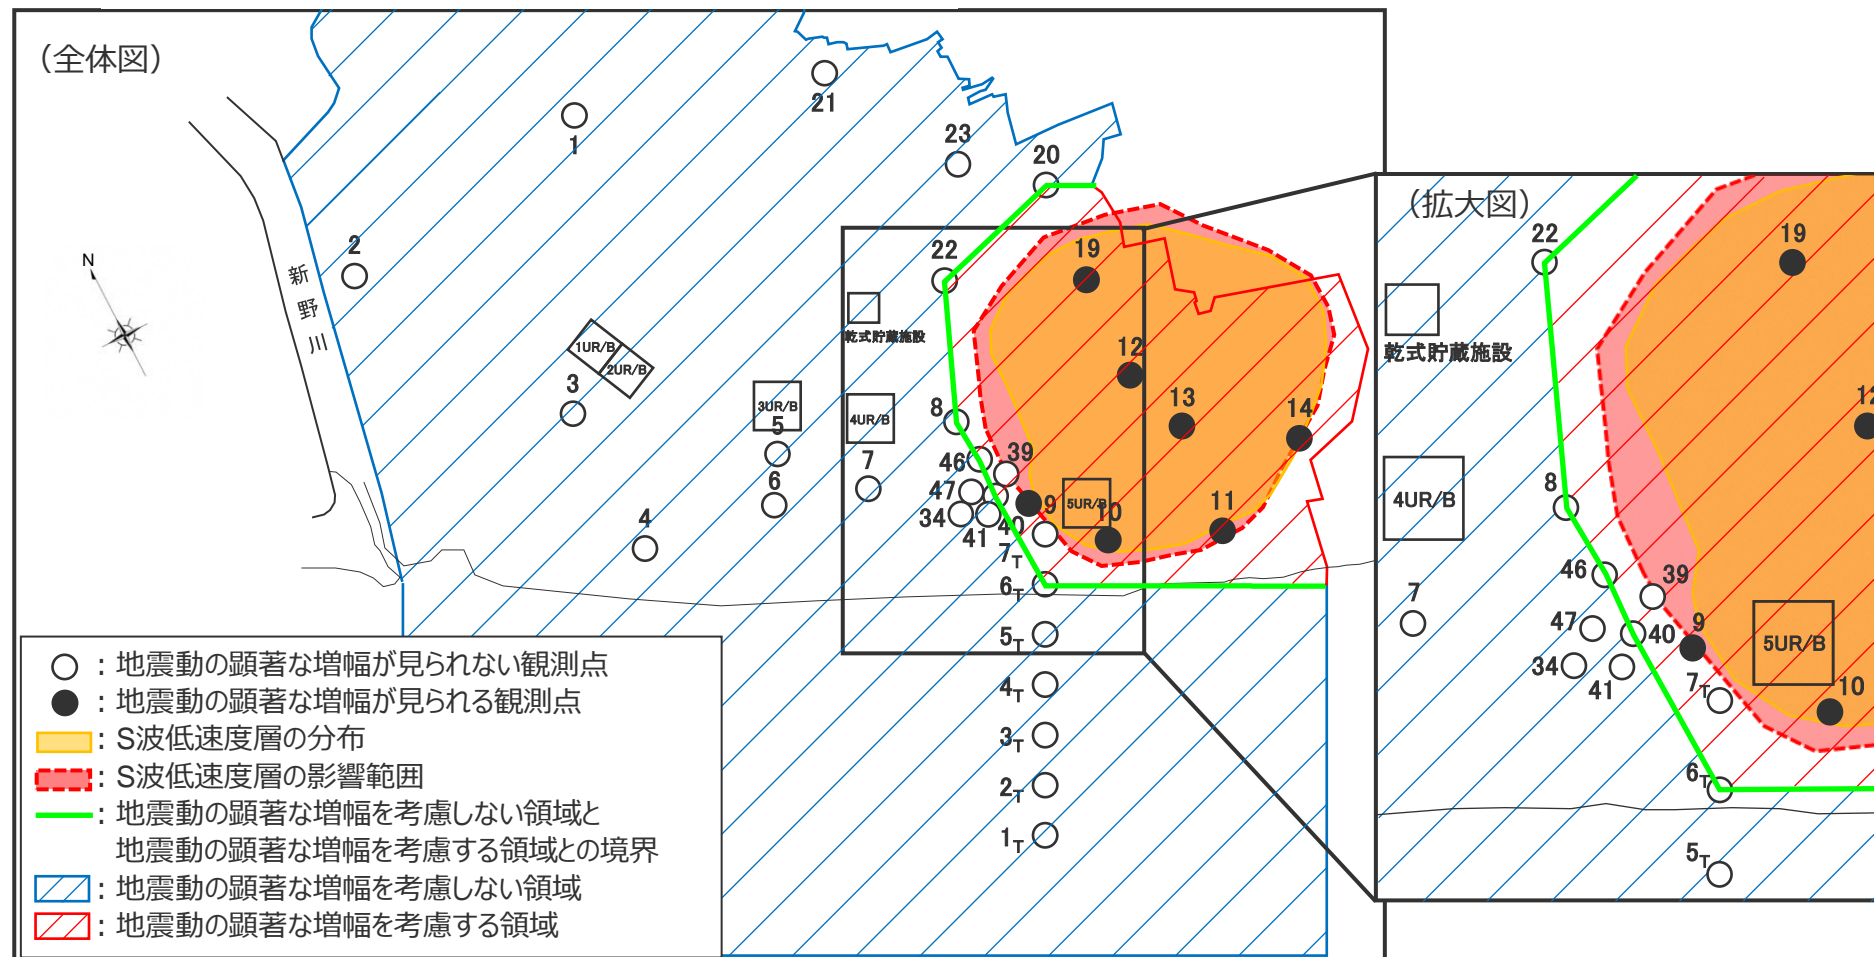 （全体図）
21
1
23
20
2
N
新
野
川
22
19
乾式貯蔵施設
1UR/B
2UR/B
12
3
3UR/B
5
4UR/B
8
13
14
7
46
39
6
47
9
5UR/B
10
11
34
41
40
4
7T
6T
5T
4T
3T
2T
1T
○：地震動の顕著な増幅が見られない観測点
●：地震動の顕著な増幅が見られる観測点
：S波低速度層の分布
：S波低速度層の影響範囲
：地震動の顕著な増幅を考慮しない領域と
地震動の顕著な増幅を考慮する領域との境界
：地震動の顕著な増幅を考慮しない領域
：地震動の顕著な増幅を考慮する領域
（拡大図）
22
19
乾式貯蔵施設
12
4UR/B
8
46
39
7
47
40
9
5UR/B
34
41
7T
10
6T
5T